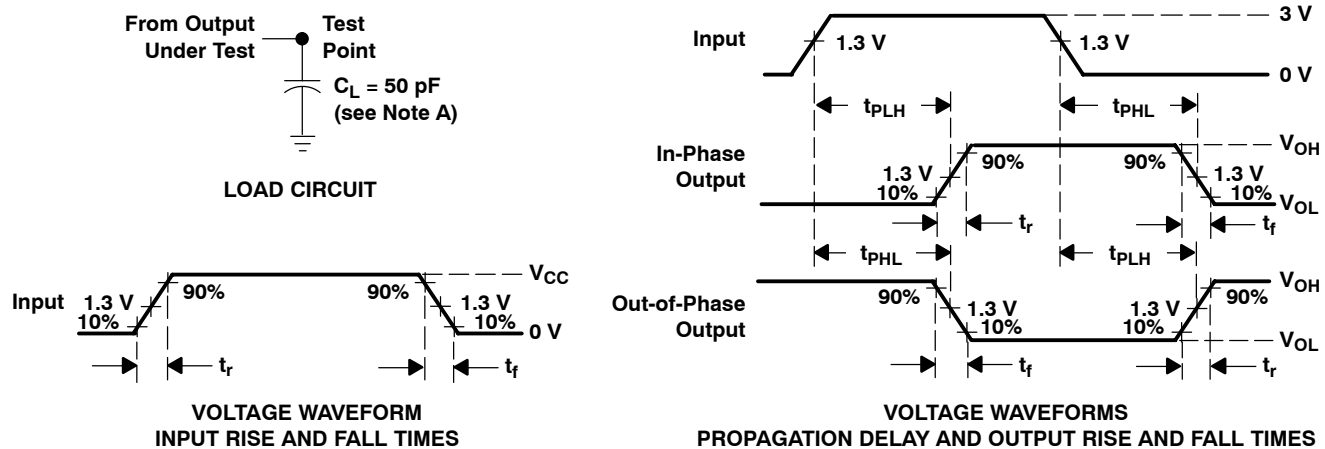 From Output
Under Test
Test
Point
C_L = 50 pF
(see Note A)
LOAD CIRCUIT
Input
1.3 V
10%
90%
90%
1.3 V
10%
V_CC
0 V
t_r
t_f
VOLTAGE WAVEFORM
INPUT RISE AND FALL TIMES
Input
1.3 V
1.3 V
3 V
0 V
t_PLH
t_PHL
In-Phase
Output
1.3 V
10%
90%
90%
1.3 V
10%
V_OH
V_OL
t_r
t_f
t_PHL
t_PLH
Out-of-Phase
Output
90%
1.3 V
10%
1.3 V
10%
90%
V_OH
V_OL
t_f
t_r
VOLTAGE WAVEFORMS
PROPAGATION DELAY AND OUTPUT RISE AND FALL TIMES